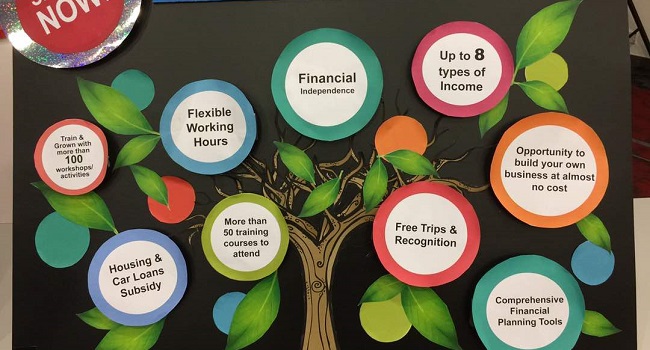 NOW!
Financial
Independence
Up to 8
types of
Income
Flexible
Working
Hours
Train &
Grown with
more than
100
workshops/
activities
Opportunity to
build your own
business at almost
no cost
More than
50 training
courses to
attend
Free Trips &
Recognition
Housing &
Car Loans
Subsidy
Comprehensive
Financial
Planning Tools